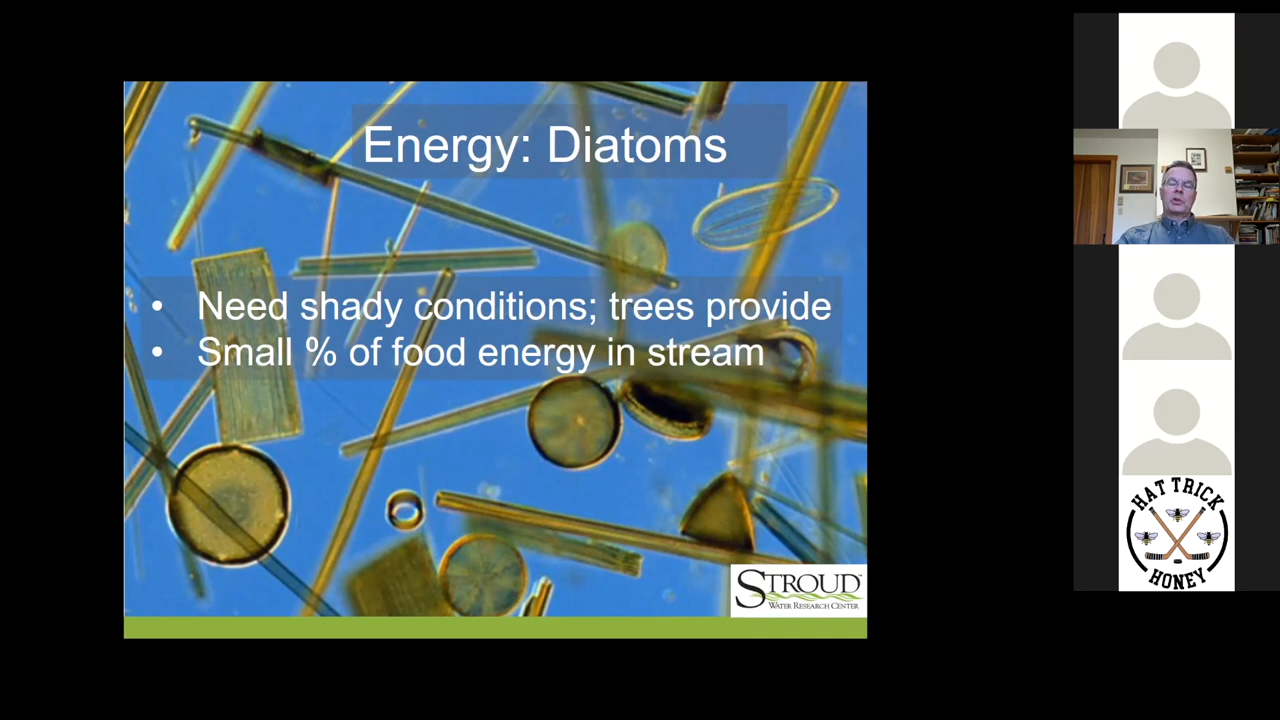 Energy: Diatoms
• Need shady conditions; trees provide
• Small % of food energy in stream
STROUD™
WATER RESEARCH CENTER
HAT TRICK
HONEY